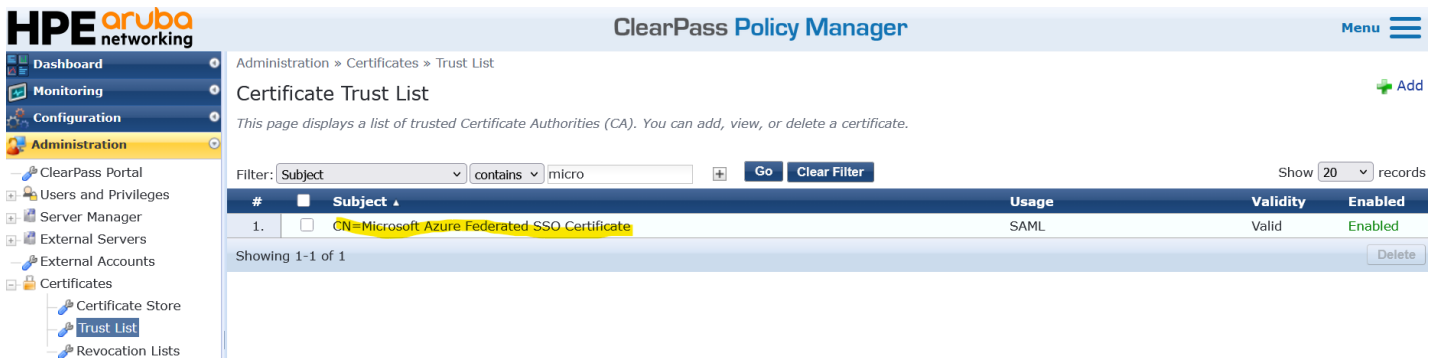 HPE aruba networking
ClearPass Policy Manager
Menu
Dashboard
Monitoring
Configuration
Administration
ClearPass Portal
Users and Privileges
Server Manager
External Servers
External Accounts
Certificates
Certificate Store
Trust List
Revocation Lists
Administration » Certificates » Trust List
Certificate Trust List
Add
This page displays a list of trusted Certificate Authorities (CA). You can add, view, or delete a certificate.
Filter: Subject contains micro + Go Clear Filter Show 20 records
# Subject ▲ Usage Validity Enabled
1. CN=Microsoft Azure Federated SSO Certificate SAML Valid Enabled
Showing 1-1 of 1 Delete